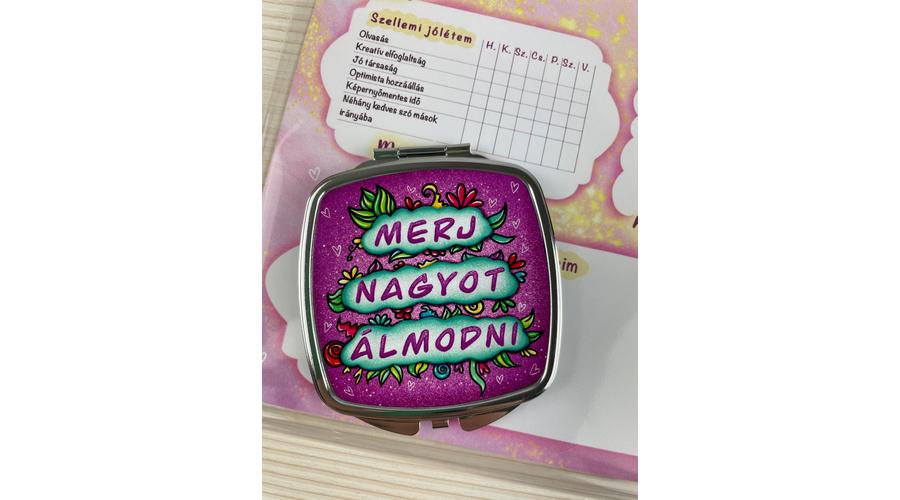 Szellemi jólétem
H. K. Sz. Cs. P. Sz. V.
Olvasás
Kreatív elfoglaltság
Jó társaság
Optimista hozzáállás
Képernyőmentes idő
Néhány kedves szó mások
irányába
MERJ
NAGYOT
ÁLMODNI